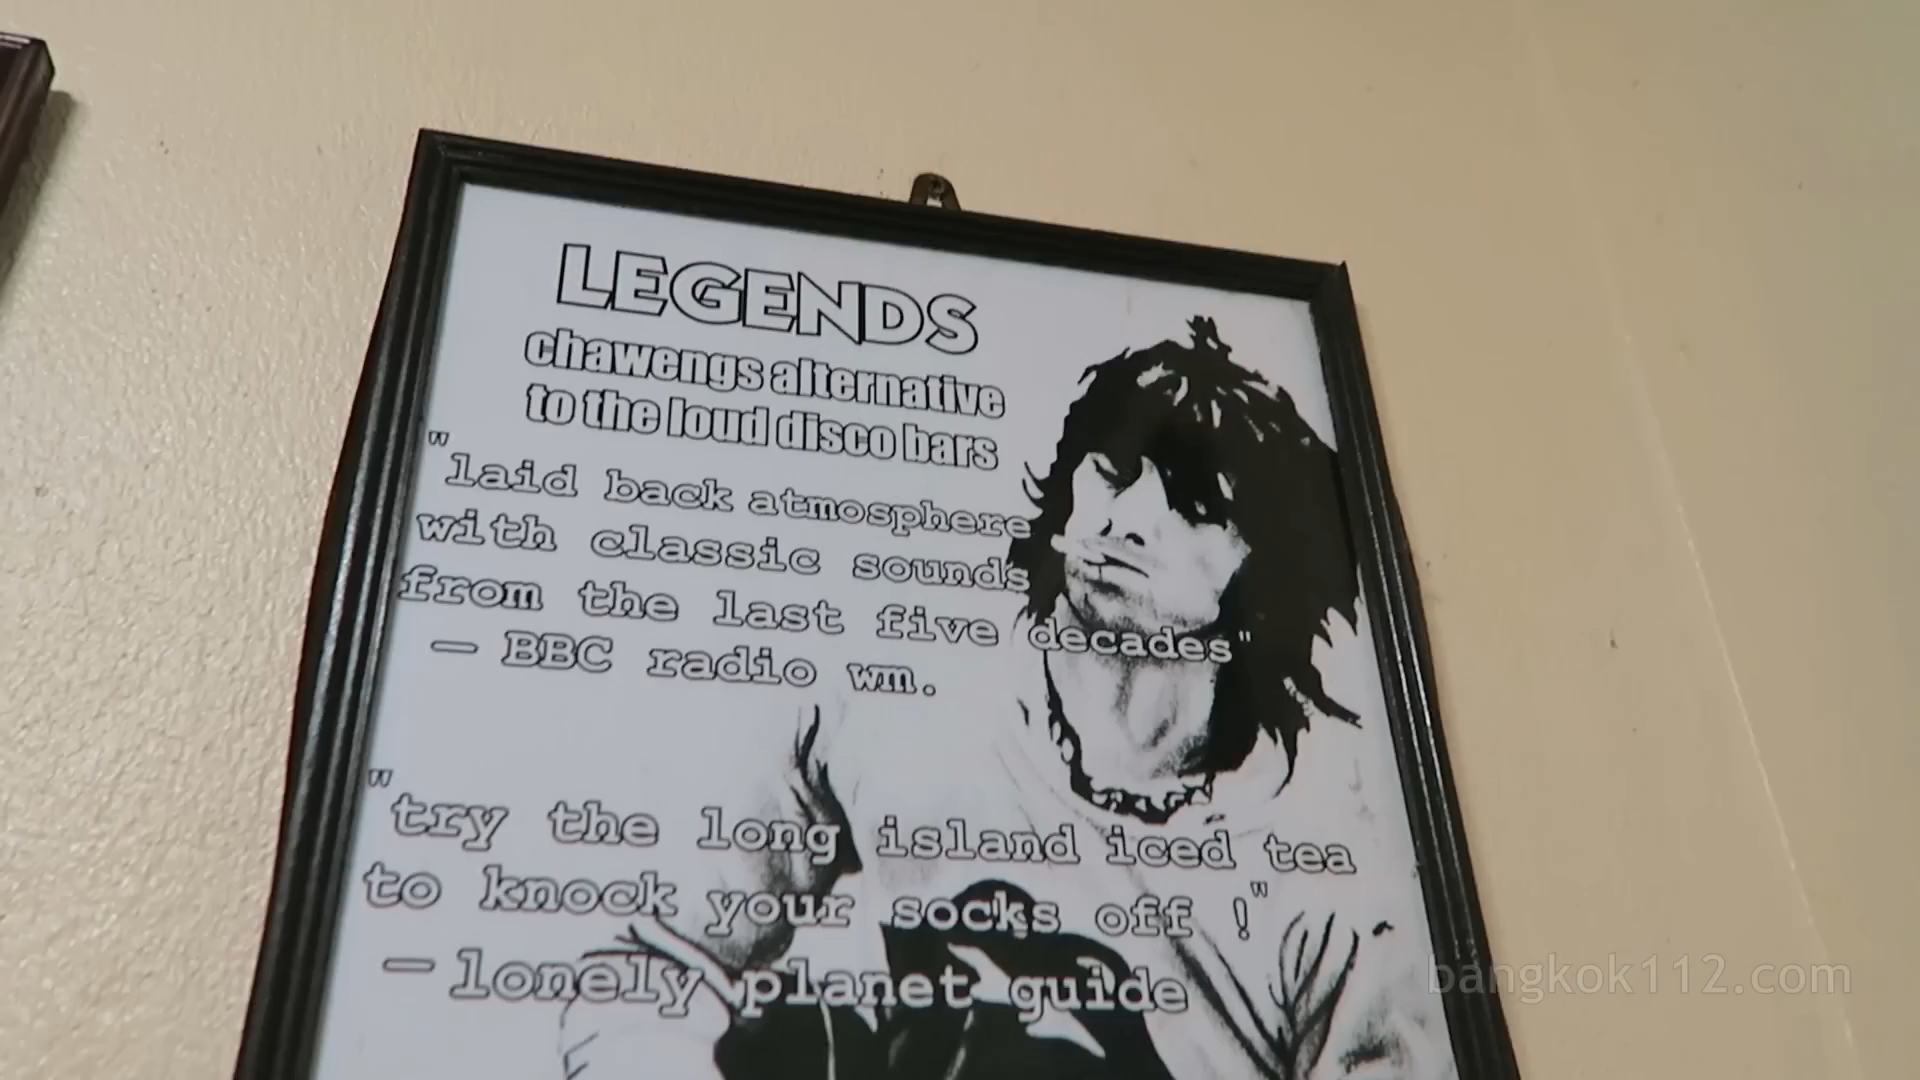 LEGENDS
chawengs alternative
to the loud disco bars
"laid back atmosphere
with classic sounds
from the last five decades"
— BBC radio wm.
"try the long island iced tea
to knock your socks off !"
— lonely planet guide
bangkok112.com